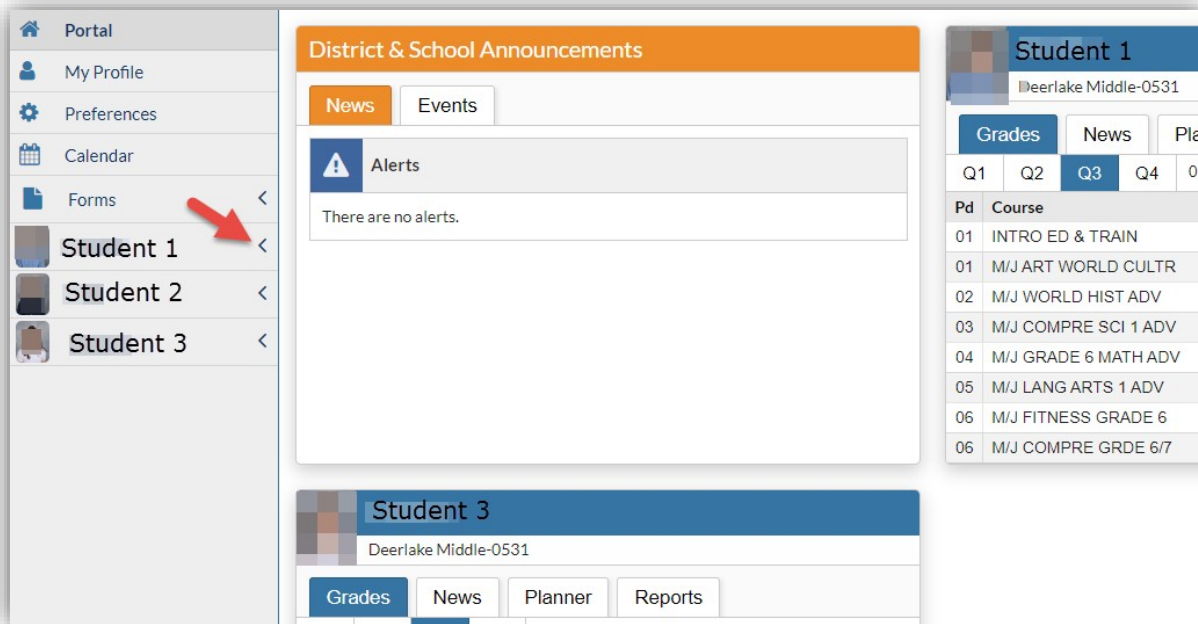 Portal
My Profile
Preferences
Calendar
Forms
Student 1
Student 2
Student 3
District & School Announcements
News Events
Alerts
There are no alerts.
Student 1
Deerlake Middle-0531
Grades News Pla
Q1 Q2 Q3 Q4 0
Pd Course
01 INTRO ED & TRAIN
01 M/J ART WORLD CULTR
02 M/J WORLD HIST ADV
03 M/J COMPRE SCI 1 ADV
04 M/J GRADE 6 MATH ADV
05 M/J LANG ARTS 1 ADV
06 M/J FITNESS GRADE 6
06 M/J COMPRE GRDE 6/7
Student 3
Deerlake Middle-0531
Grades News Planner Reports